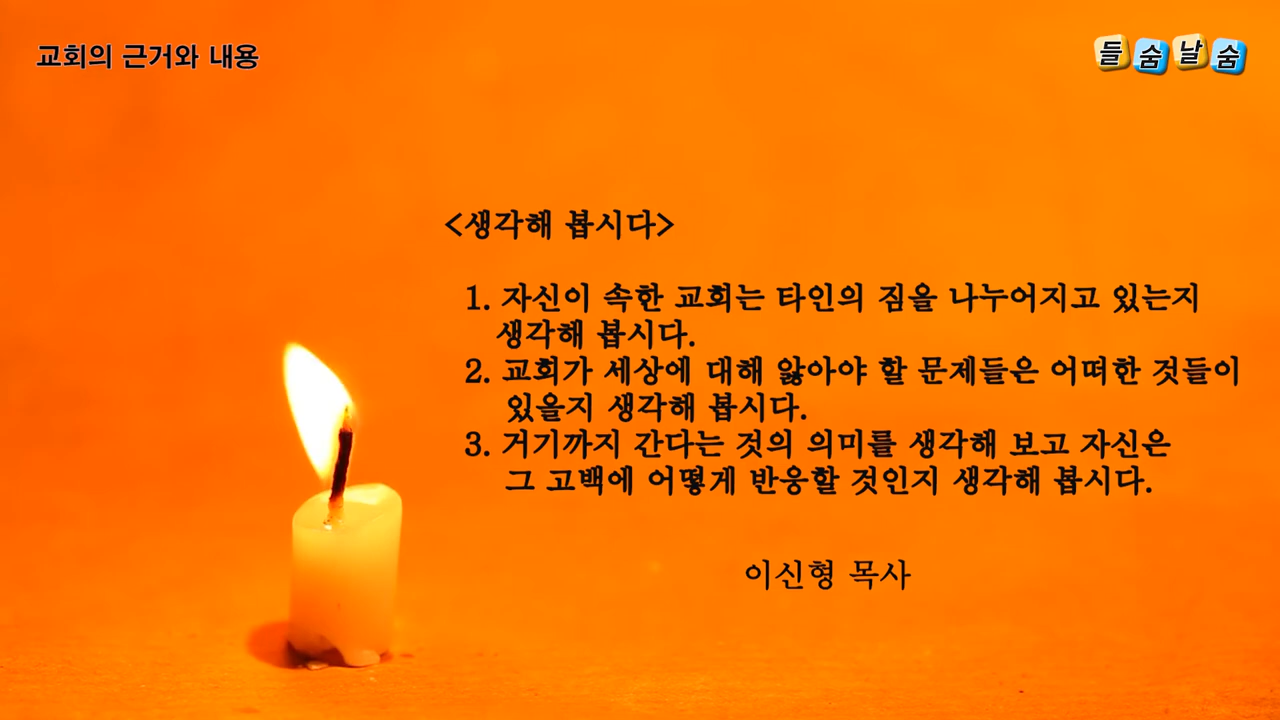 교회의 근거와 내용
들숨날숨
<생각해 봅시다>
1. 자신이 속한 교회는 타인의 짐을 나누어지고 있는지
생각해 봅시다.
2. 교회가 세상에 대해 앓아야 할 문제들은 어떠한 것들이
있을지 생각해 봅시다.
3. 거기까지 간다는 것의 의미를 생각해 보고 자신은
그 고백에 어떻게 반응할 것인지 생각해 봅시다.
이신형 목사